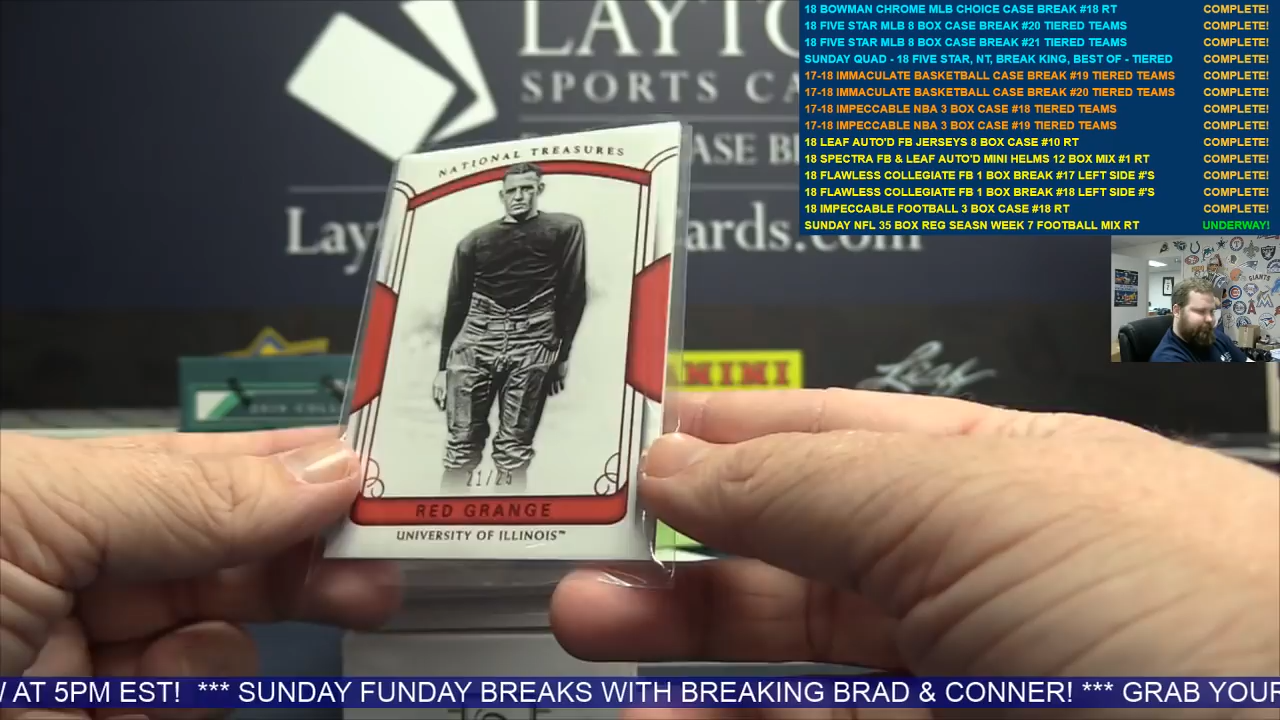 18 BOWMAN CHROME MLB CHOICE CASE BREAK #18 RT COMPLETE!
18 FIVE STAR MLB 8 BOX CASE BREAK #20 TIERED TEAMS COMPLETE!
18 FIVE STAR MLB 8 BOX CASE BREAK #21 TIERED TEAMS COMPLETE!
SUNDAY QUAD - 18 FIVE STAR, NT, BREAK KING, BEST OF - TIERED COMPLETE!
17-18 IMMACULATE BASKETBALL CASE BREAK #19 TIERED TEAMS COMPLETE!
17-18 IMMACULATE BASKETBALL CASE BREAK #20 TIERED TEAMS COMPLETE!
17-18 IMPECCABLE NBA 3 BOX CASE #18 TIERED TEAMS COMPLETE!
17-18 IMPECCABLE NBA 3 BOX CASE #19 TIERED TEAMS COMPLETE!
18 LEAF AUTO'D FB JERSEYS 8 BOX CASE #10 RT COMPLETE!
18 SPECTRA FB & LEAF AUTO'D MINI HELMS 12 BOX MIX #1 RT COMPLETE!
18 FLAWLESS COLLEGIATE FB 1 BOX BREAK #17 LEFT SIDE #'S COMPLETE!
18 FLAWLESS COLLEGIATE FB 1 BOX BREAK #18 LEFT SIDE #'S COMPLETE!
18 IMPECCABLE FOOTBALL 3 BOX CASE #18 RT COMPLETE!
SUNDAY NFL 35 BOX REG SEASN WEEK 7 FOOTBALL MIX RT UNDERWAY!
LAYTO
SPORTS CA
ASE B
Lay
ards.com
NATIONAL TREASURES
21/25
RED GRANGE
UNIVERSITY OF ILLINOIS™
PANINI
Leaf
GIANTS
AT 5PM EST! *** SUNDAY FUNDAY BREAKS WITH BREAKING BRAD & CONNER! *** GRAB YOUR